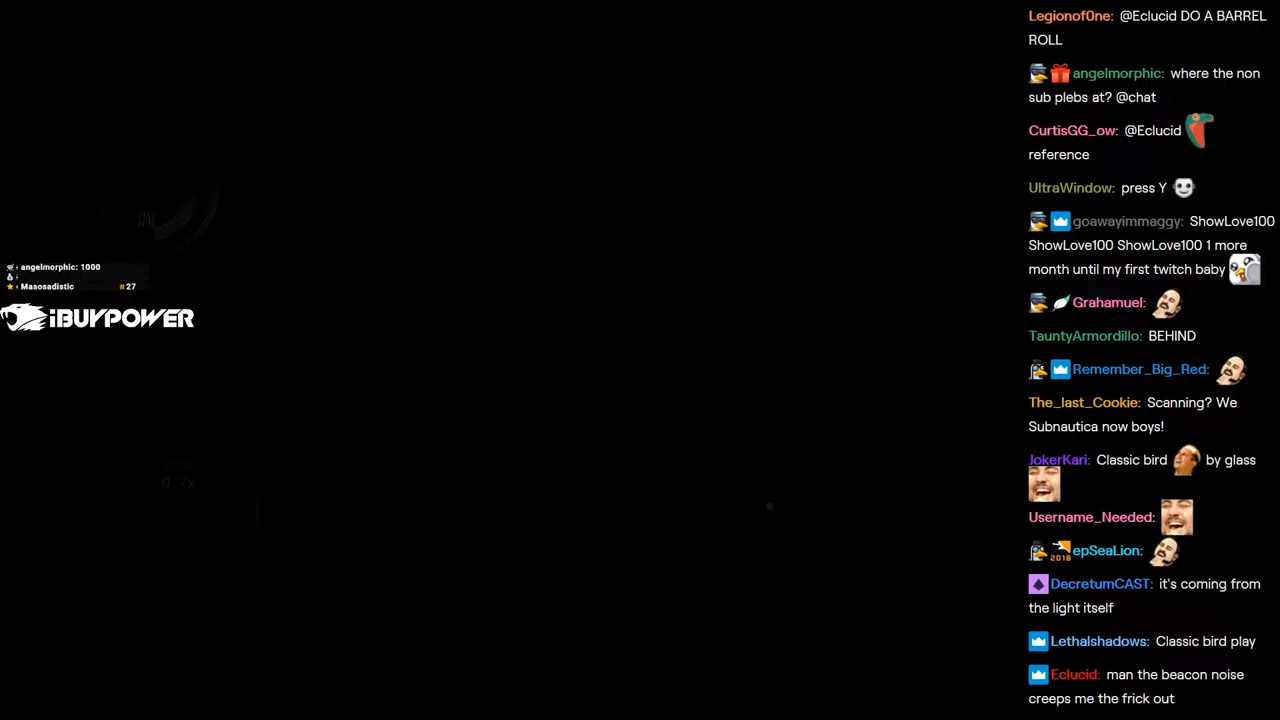 angelmorphic: 1000
Masosadistic #27
iBUYPOWER
Legionof0ne: @Eclucid DO A BARREL
ROLL
angelmorphic: where the non
sub plebs at? @chat
CurtisGG_ow: @Eclucid
reference
UltraWindow: press Y
goawayimmaggy: ShowLove100
ShowLove100 ShowLove100 1 more
month until my first twitch baby
Grahamuel:
TauntyArmordillo: BEHIND
Remember_Big_Red:
The_last_Cookie: Scanning? We
Subnautica now boys!
JokerKari: Classic bird by glass
Username_Needed:
2018 epSeaLion:
DecretumCAST: it's coming from
the light itself
Lethalshadows: Classic bird play
Eclucid: man the beacon noise
creeps me the frick out